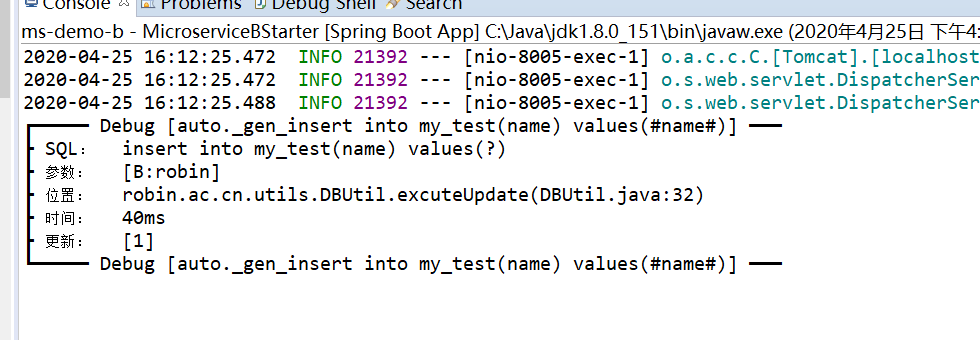 Console Problems Debug Shell Search
ms-demo-b - MicroserviceBStarter [Spring Boot App] C:\Java\jdk1.8.0_151\bin\javaw.exe (2020年4月25日 下午4:
2020-04-25 16:12:25.472 INFO 21392 --- [nio-8005-exec-1] o.a.c.c.C.[Tomcat].[localhost
2020-04-25 16:12:25.472 INFO 21392 --- [nio-8005-exec-1] o.s.web.servlet.DispatcherSer
2020-04-25 16:12:25.488 INFO 21392 --- [nio-8005-exec-1] o.s.web.servlet.DispatcherSer
┏━━━━━ Debug [auto._gen_insert into my_test(name) values(#name#)] ━━━
┣ SQL： insert into my_test(name) values(?)
┣ 参数： [B:robin]
┣ 位置： robin.ac.cn.utils.DBUtil.excuteUpdate(DBUtil.java:32)
┣ 时间： 40ms
┣ 更新： [1]
┗━━━━━ Debug [auto._gen_insert into my_test(name) values(#name#)] ━━━